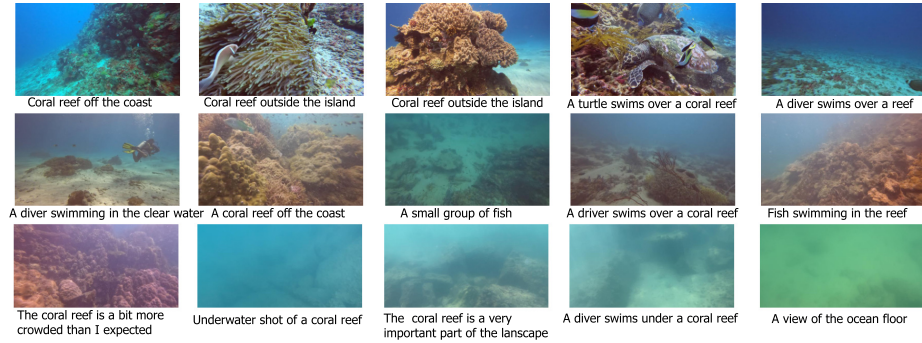 Coral reef off the coast
Coral reef outside the island
Coral reef outside the island
A turtle swims over a coral reef
A diver swims over a reef
A diver swimming in the clear water
A coral reef off the coast
A small group of fish
A driver swims over a coral reef
Fish swimming in the reef
The coral reef is a bit more
crowded than I expected
Underwater shot of a coral reef
The coral reef is a very
important part of the lanscape
A diver swims under a coral reef
A view of the ocean floor